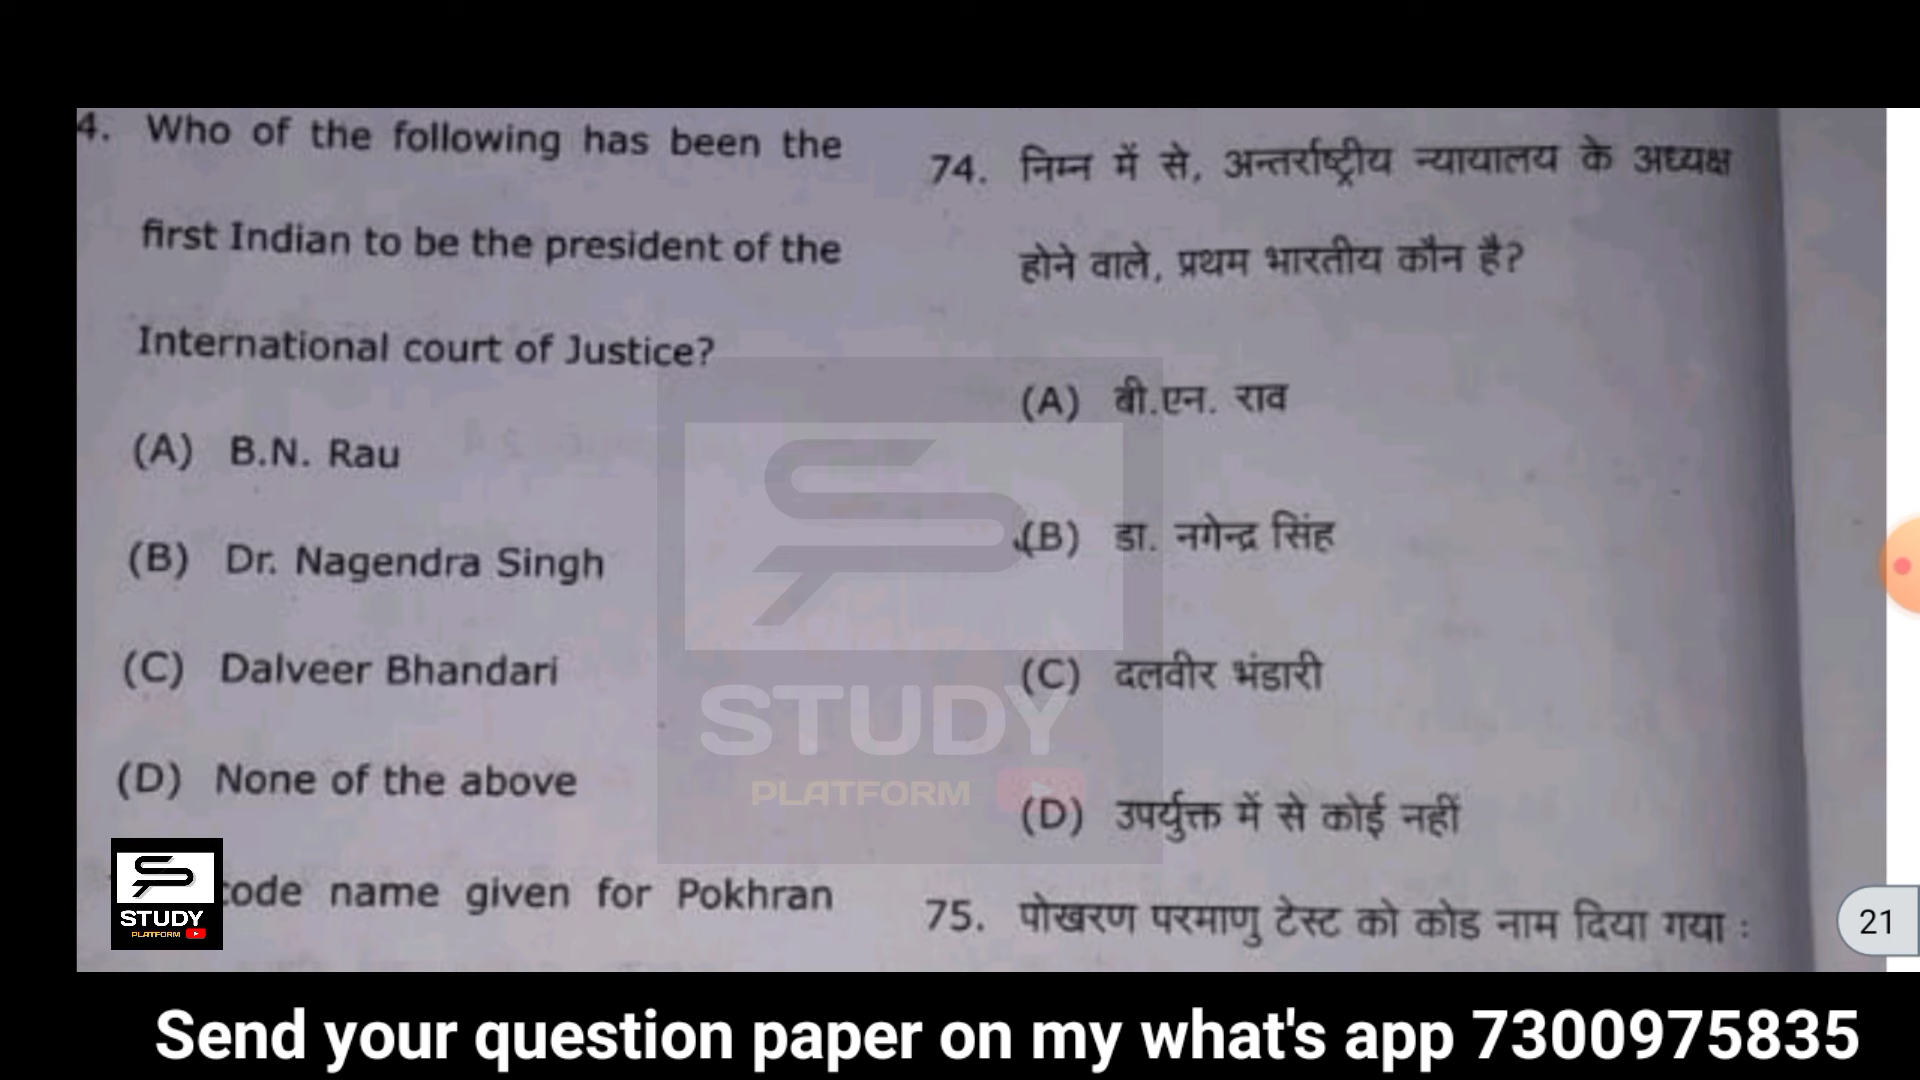 4. Who of the following has been the
first Indian to be the president of the
International court of Justice?
(A) B.N. Rau
(B) Dr. Nagendra Singh
(C) Dalveer Bhandari
(D) None of the above
code name given for Pokhran
74. निम्न में से, अन्तर्राष्ट्रीय न्यायालय के अध्यक्ष
होने वाले, प्रथम भारतीय कौन है?
(A) बी.एन. राव
(B) डा. नगेन्द्र सिंह
(C) दलवीर भंडारी
(D) उपर्युक्त में से कोई नहीं
75. पोखरण परमाणु टेस्ट को कोड नाम दिया गया :
STUDY
PLATFORM
STUDY
PLATFORM
21
Send your question paper on my what's app 7300975835